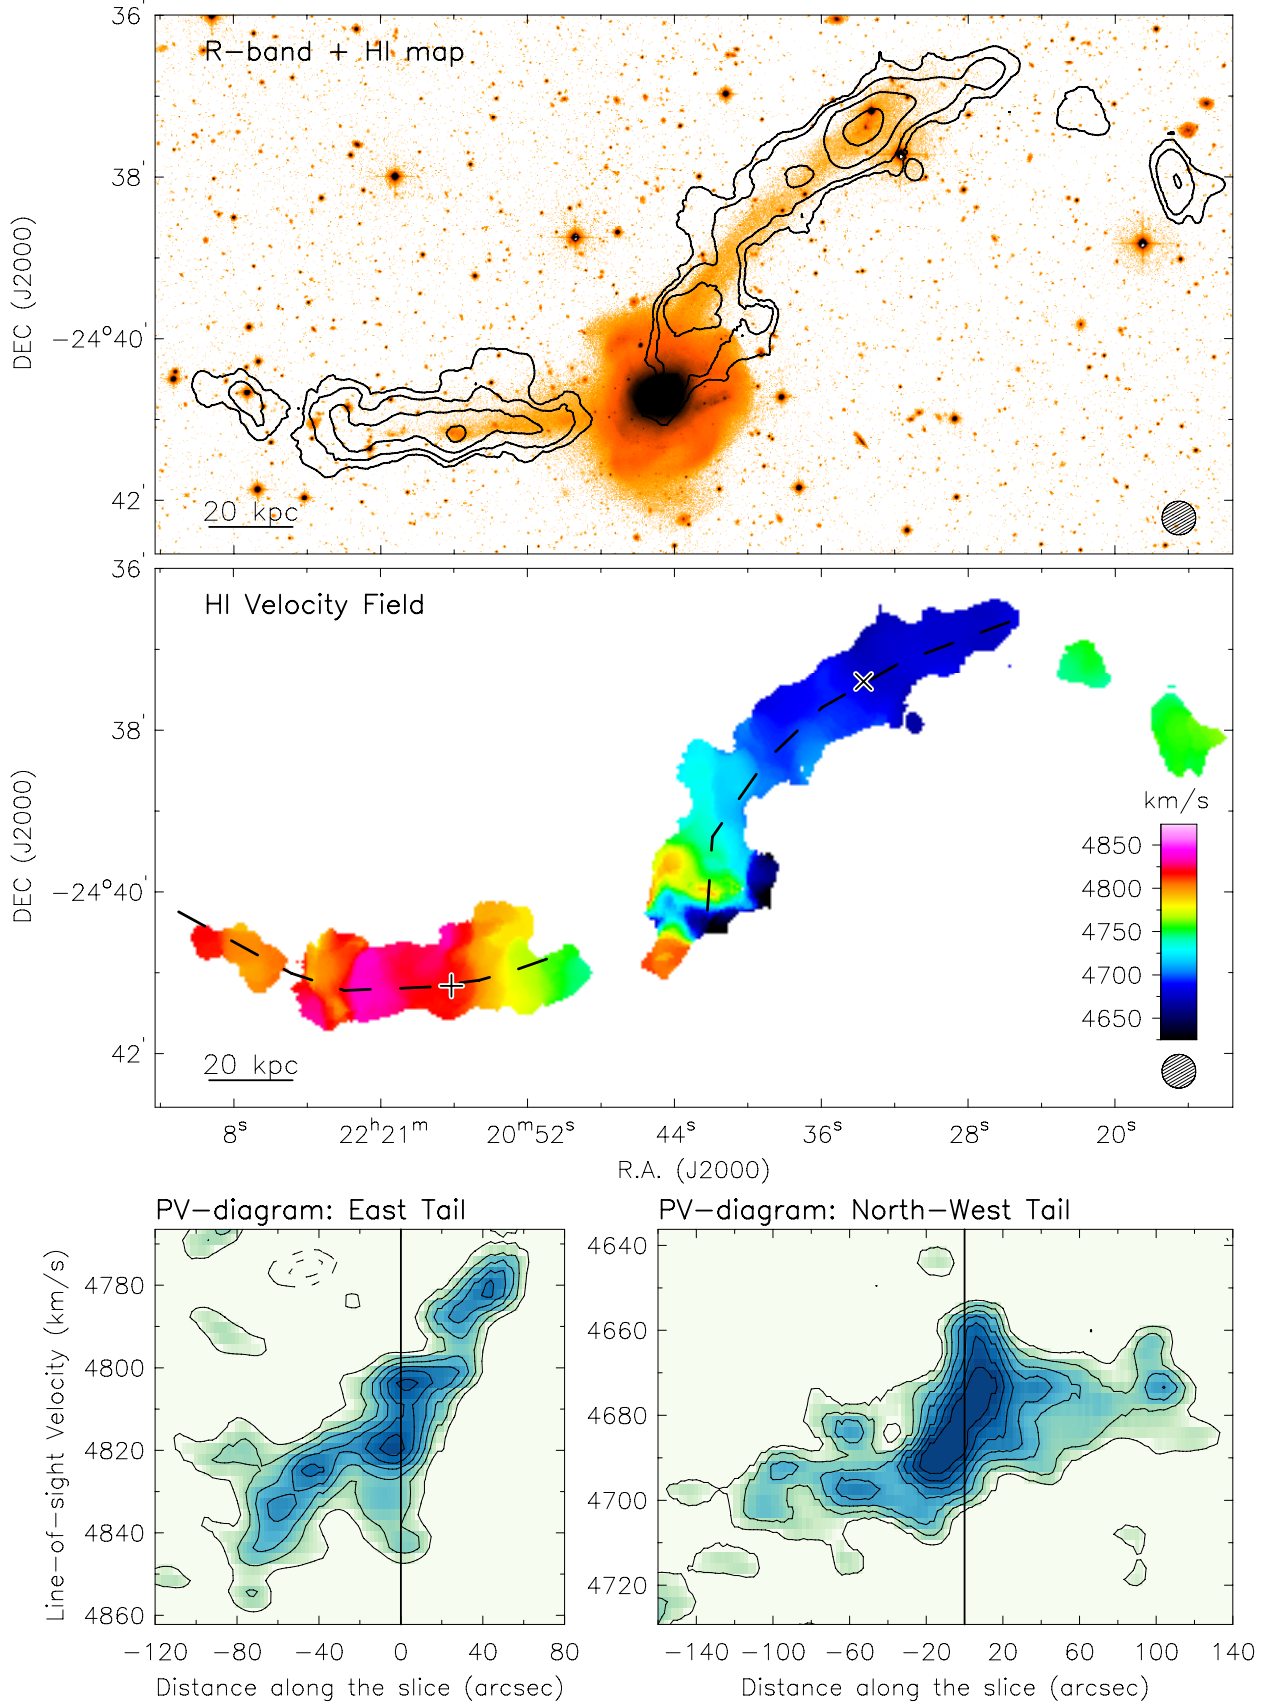 36'
R-band + HI map
38'
-24°40'
42'
DEC (J2000)
20 kpc
36'
HI Velocity Field
38'
-24°40'
42'
DEC (J2000)
km/s
4850
4800
4750
4700
4650
20 kpc
8s 22h21m 20m52s 44s 36s 28s 20s
R.A. (J2000)
PV-diagram: East Tail
4780
4800
4820
4840
4860
Line-of-sight Velocity (km/s)
-120 -80 -40 0 40 80
Distance along the slice (arcsec)
PV-diagram: North-West Tail
4640
4660
4680
4700
4720
-140 -100 -60 -20 20 60 100 140
Distance along the slice (arcsec)